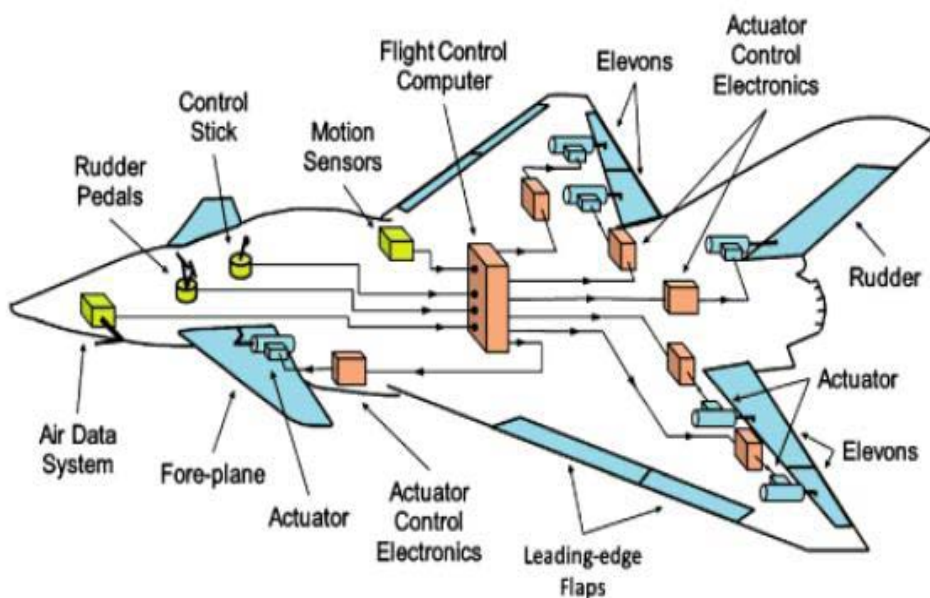 Flight Control
Computer
Elevons
Actuator
Control
Electronics
Control
Stick
Motion
Sensors
Rudder
Pedals
Rudder
Air Data
System
Fore-plane
Actuator
Actuator
Control
Electronics
Leading-edge
Flaps
Actuator
Elevons